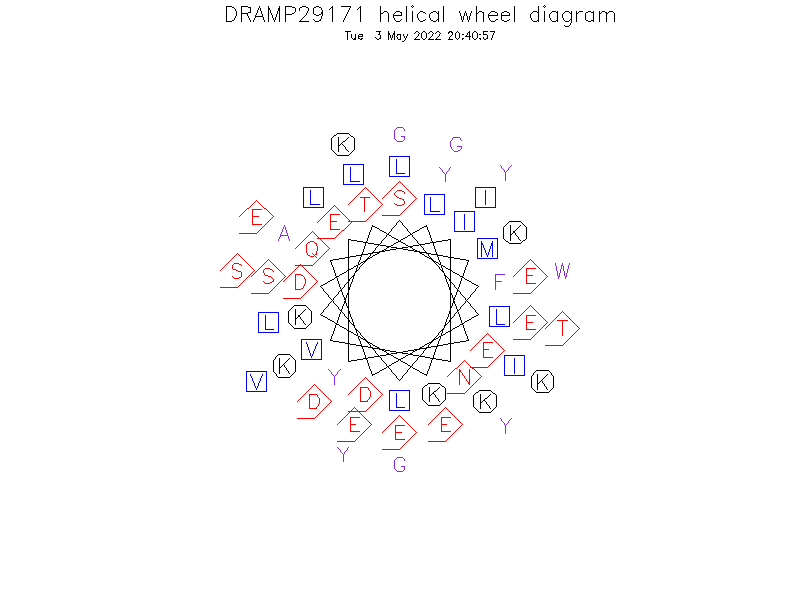 DRAMP29171 helical wheel diagram
Tue 3 May 2022 20:40:57
G
K G
L L Y Y
L T S L I
E E I K
A Q M
S S D F E W
L K L E T
V E
V K Y N I K
D D L K K
E E E Y
Y G